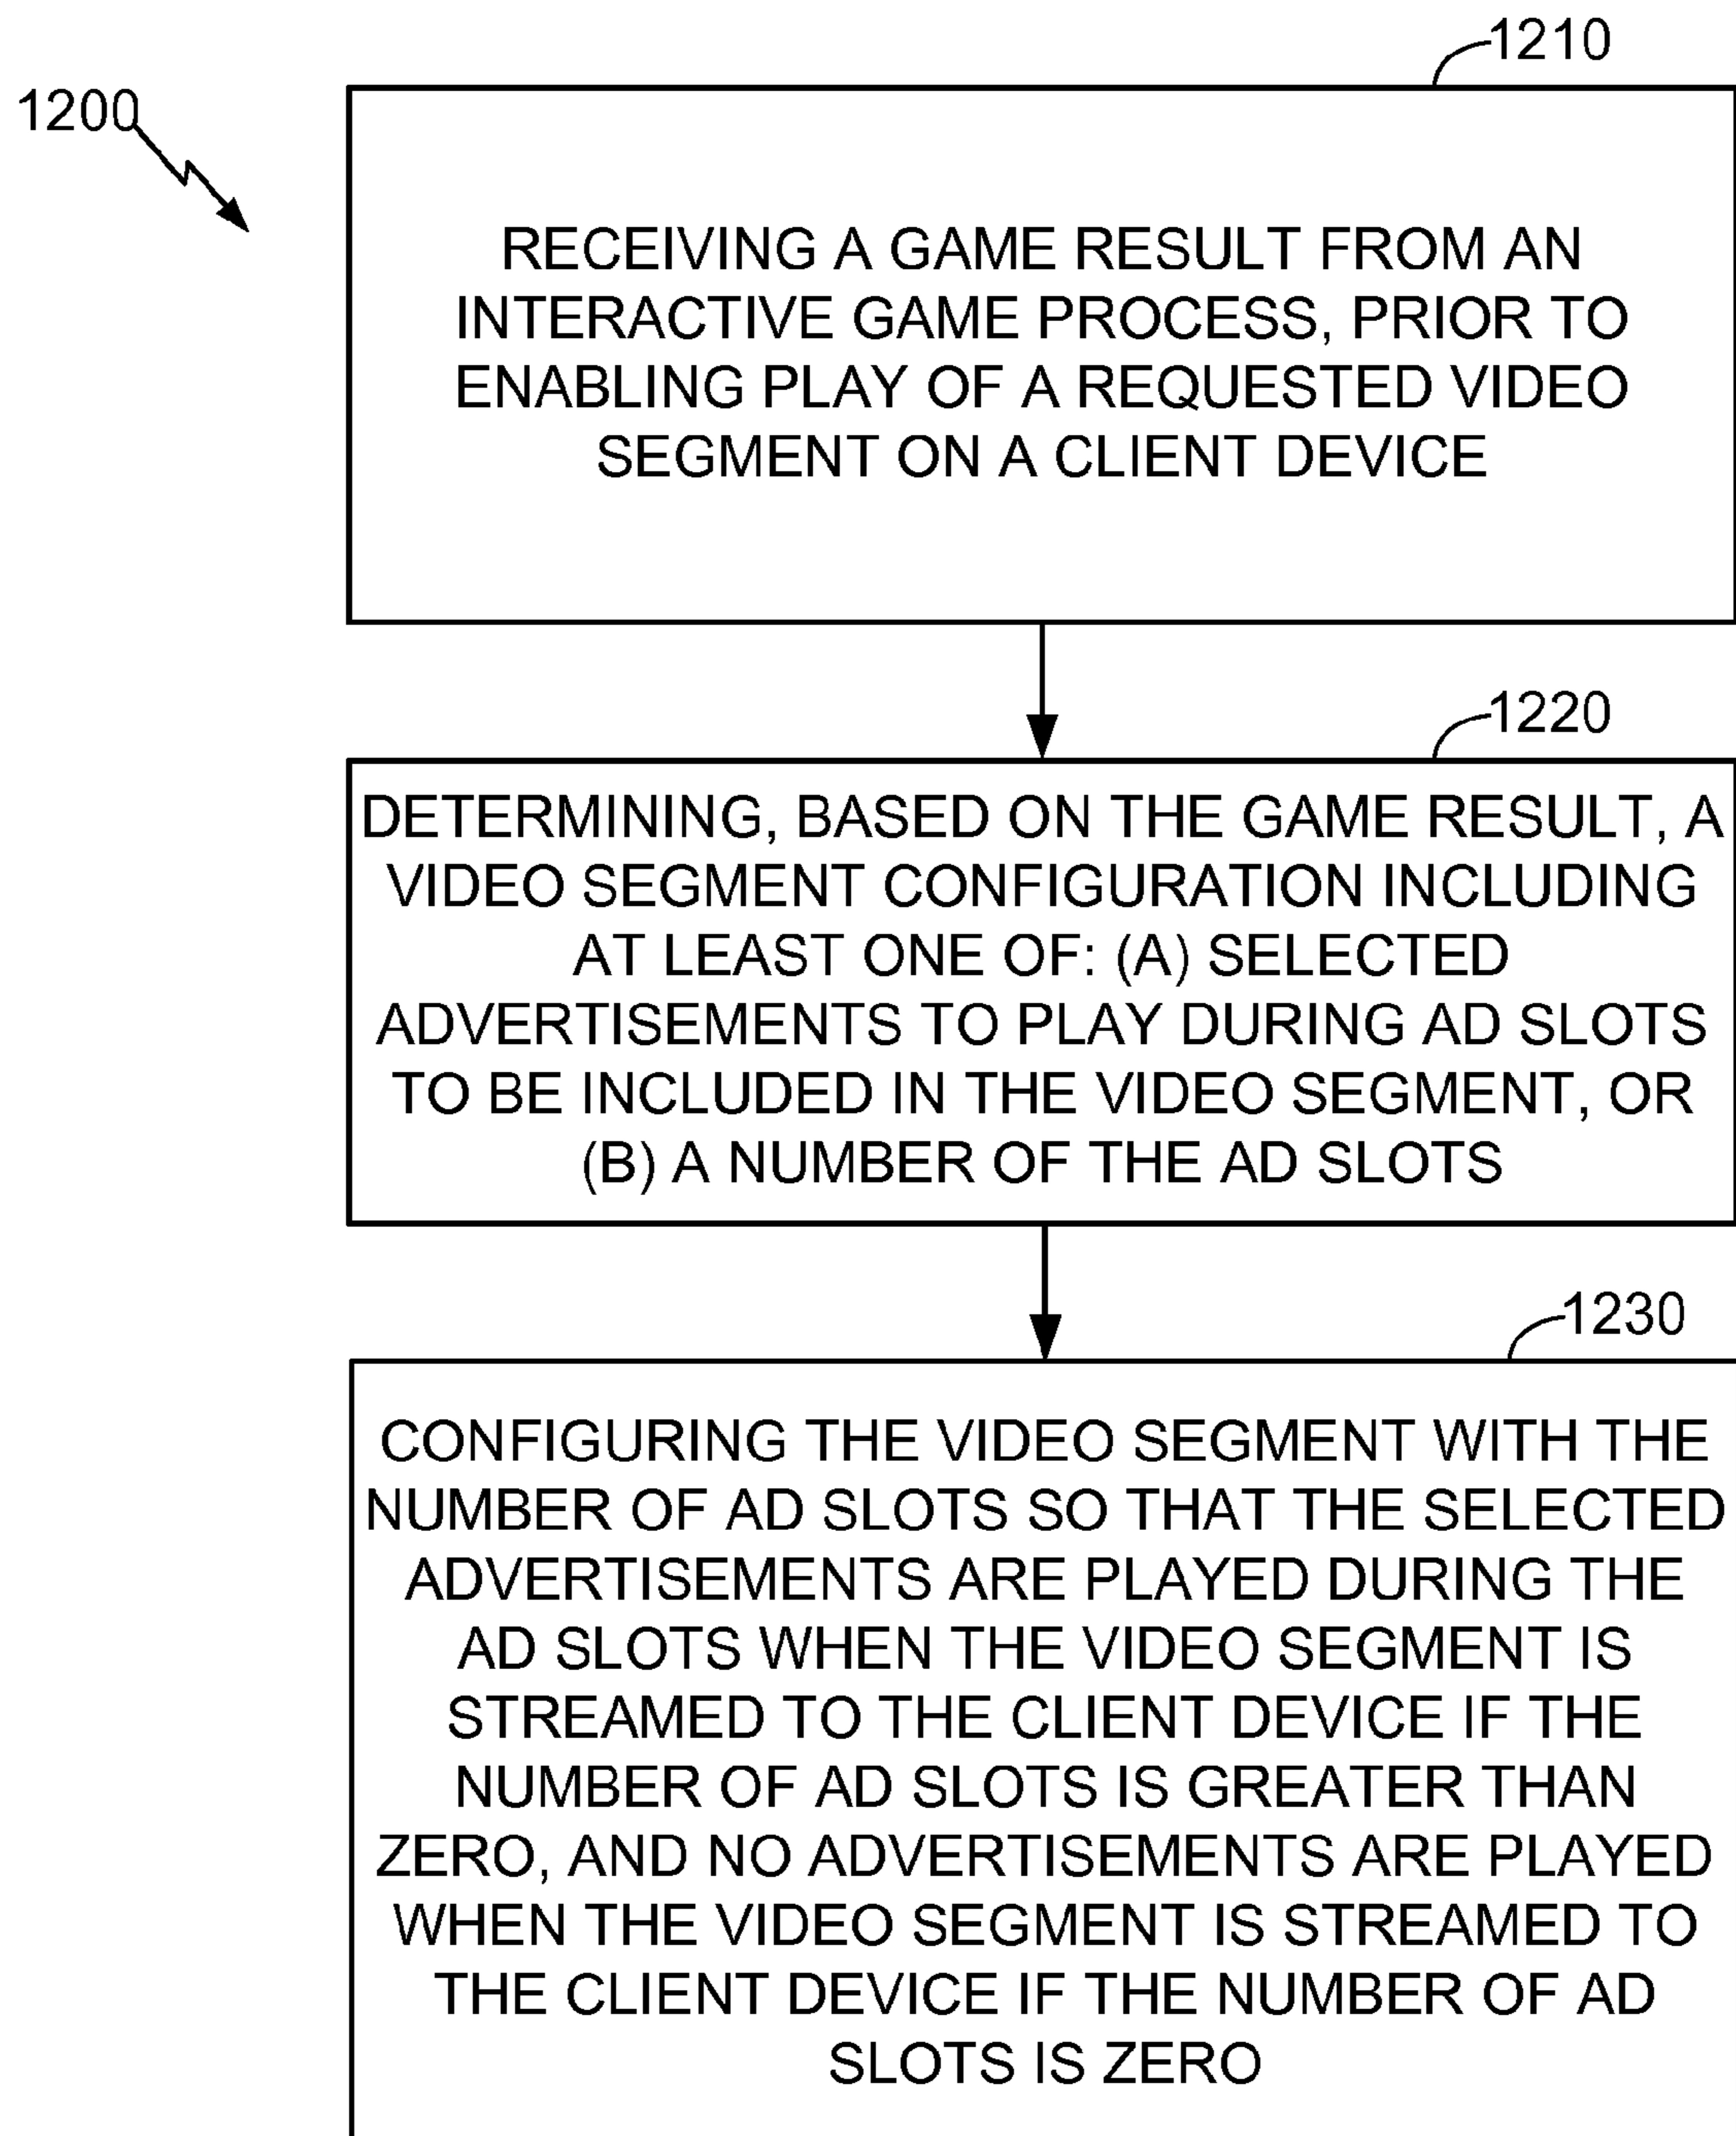 1210
1200
RECEIVING A GAME RESULT FROM AN
INTERACTIVE GAME PROCESS, PRIOR TO
ENABLING PLAY OF A REQUESTED VIDEO
SEGMENT ON A CLIENT DEVICE
1220
DETERMINING, BASED ON THE GAME RESULT, A
VIDEO SEGMENT CONFIGURATION INCLUDING
AT LEAST ONE OF: (A) SELECTED
ADVERTISEMENTS TO PLAY DURING AD SLOTS
TO BE INCLUDED IN THE VIDEO SEGMENT, OR
(B) A NUMBER OF THE AD SLOTS
1230
CONFIGURING THE VIDEO SEGMENT WITH THE
NUMBER OF AD SLOTS SO THAT THE SELECTED
ADVERTISEMENTS ARE PLAYED DURING THE
AD SLOTS WHEN THE VIDEO SEGMENT IS
STREAMED TO THE CLIENT DEVICE IF THE
NUMBER OF AD SLOTS IS GREATER THAN
ZERO, AND NO ADVERTISEMENTS ARE PLAYED
WHEN THE VIDEO SEGMENT IS STREAMED TO
THE CLIENT DEVICE IF THE NUMBER OF AD
SLOTS IS ZERO